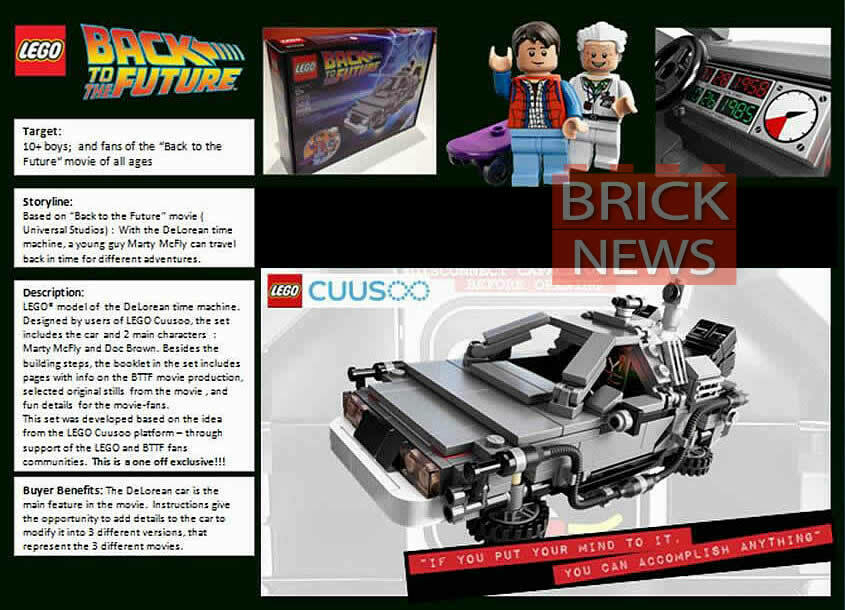 LEGO
BACK
TO
THE FUTURE
LEGO
BACK
TO THE FUTURE
1985
BRICK
NEWS
Target:
10+ boys;  and fans of the "Back to the
Future" movie of all ages
Storyline:
Based on "Back to the Future" movie (
Universal Studios) :  With the DeLorean time
machine, a young guy Marty McFly can travel
back in time for different adventures.
Description:
LEGO® model of  the DeLorean time machine.
Designed by users of LEGO Cuusoo, the set
includes the car and 2 main characters  :
Marty McFly and Doc Brown. Besides the
building steps, the booklet in the set includes
pages with info on the BTTF movie production,
selected original stills  from the movie , and
fun details  for the movie-fans.
This set was developed based on the idea
from the LEGO Cuusoo platform – through
support of the LEGO and BTTF fans
communities.  This is a one off exclusive!!!
Buyer Benefits: The DeLorean car is the
main feature in the movie.  Instructions give
the opportunity to add details to the car to
modify it into 3 different versions, that
represent the 3 different movies.
LEGO CUUSOO
BEFORE
"IF YOU PUT YOUR MIND TO IT,
YOU CAN ACCOMPLISH ANYTHING"